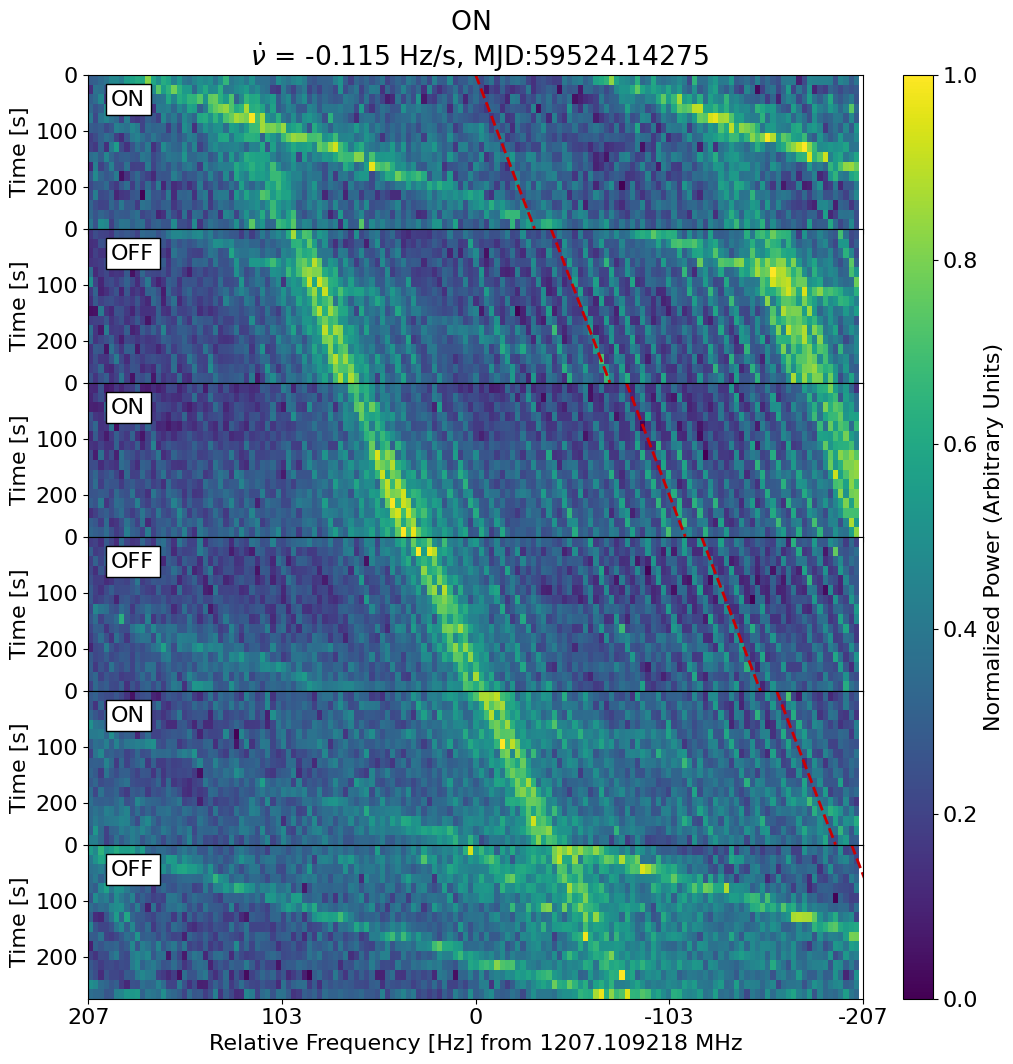 ON
ν̇ = -0.115 Hz/s, MJD:59524.14275
0
100
200
Time [s]
ON
0
100
200
Time [s]
OFF
0
100
200
Time [s]
ON
0
100
200
Time [s]
OFF
0
100
200
Time [s]
ON
0
100
200
Time [s]
OFF
207 103 0 -103 -207
Relative Frequency [Hz] from 1207.109218 MHz
1.0
0.8
0.6
0.4
0.2
0.0
Normalized Power (Arbitrary Units)